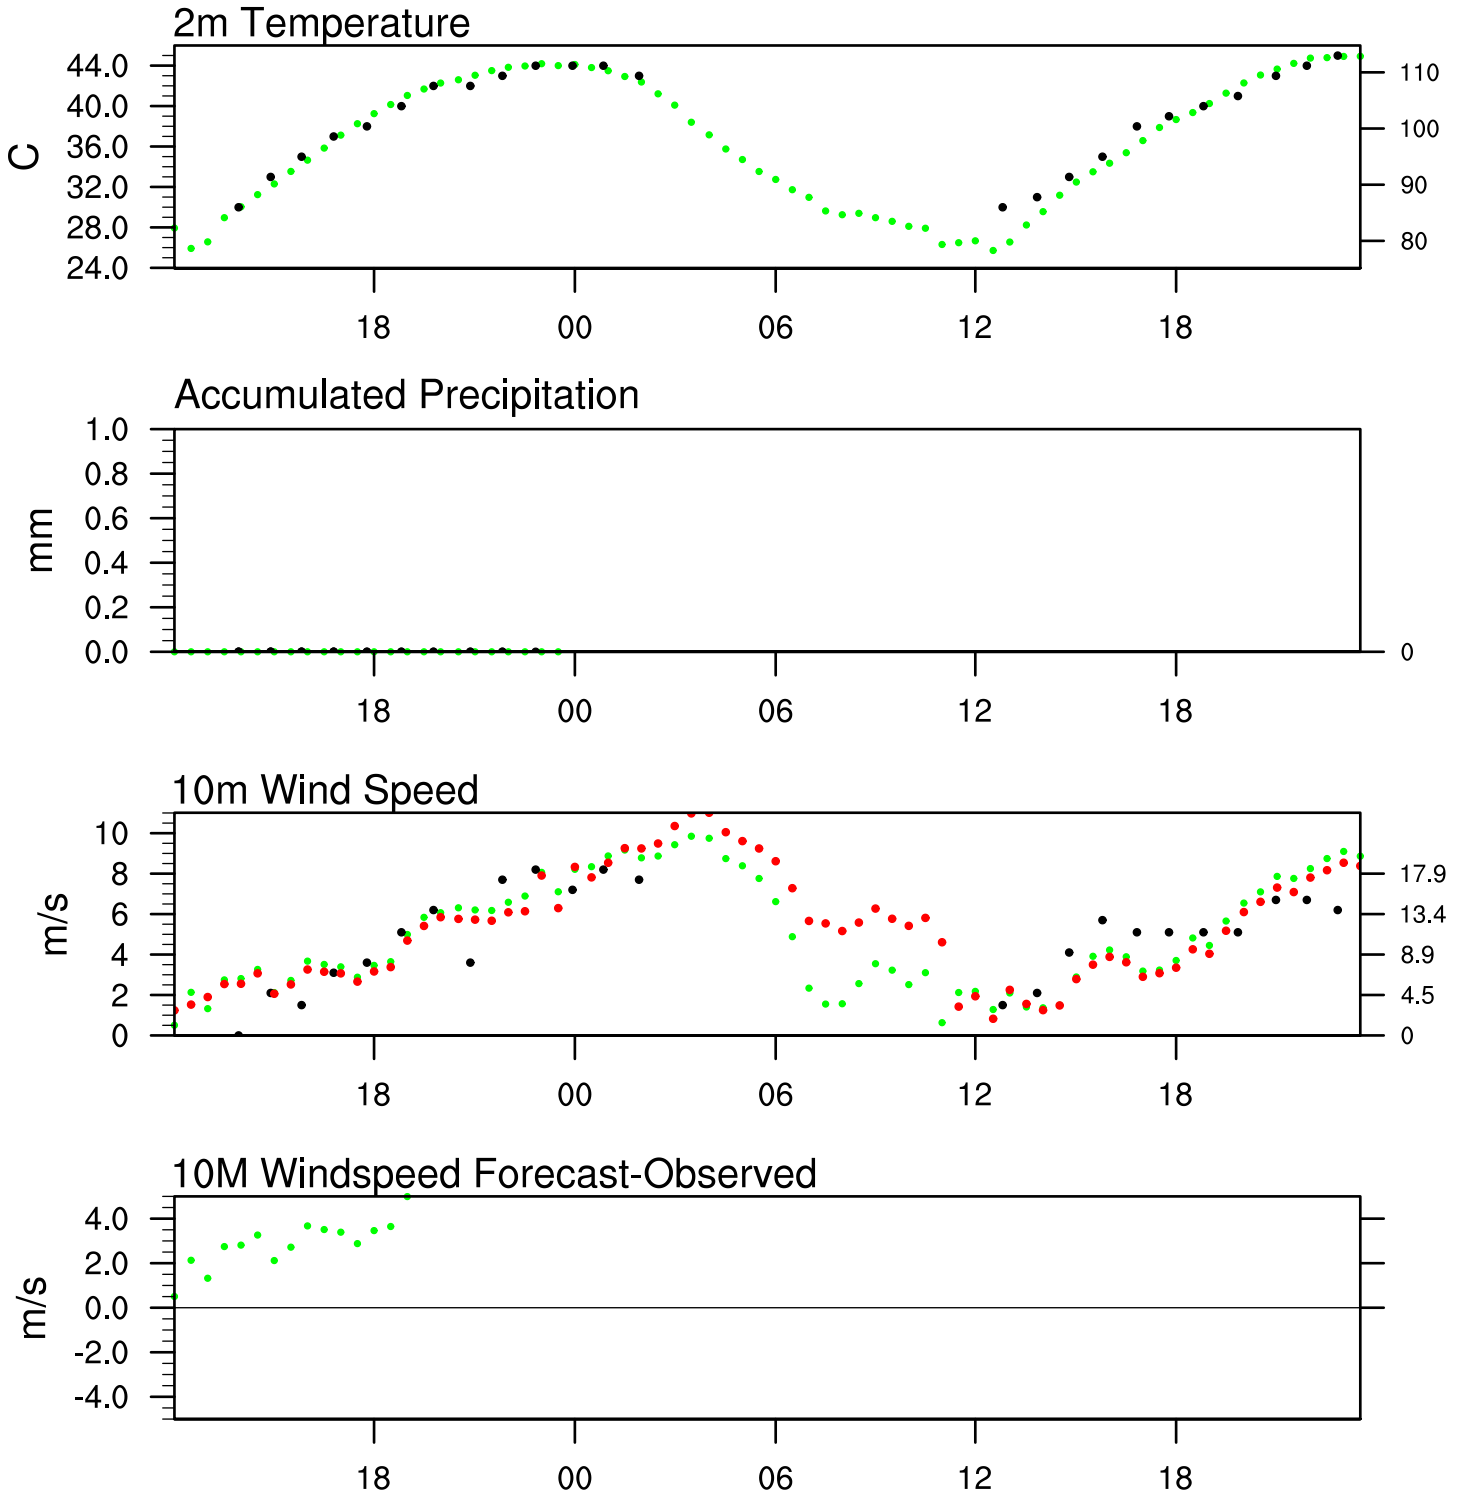 2m Temperature
44.0
40.0
36.0
32.0
28.0
24.0
C
110
100
90
80
18 00 06 12 18
Accumulated Precipitation
1.0
0.8
0.6
0.4
0.2
0.0
mm
0
18 00 06 12 18
10m Wind Speed
10
8
6
4
2
0
m/s
17.9
13.4
8.9
4.5
0
18 00 06 12 18
10M Windspeed Forecast-Observed
4.0
2.0
0.0
-2.0
-4.0
m/s
18 00 06 12 18